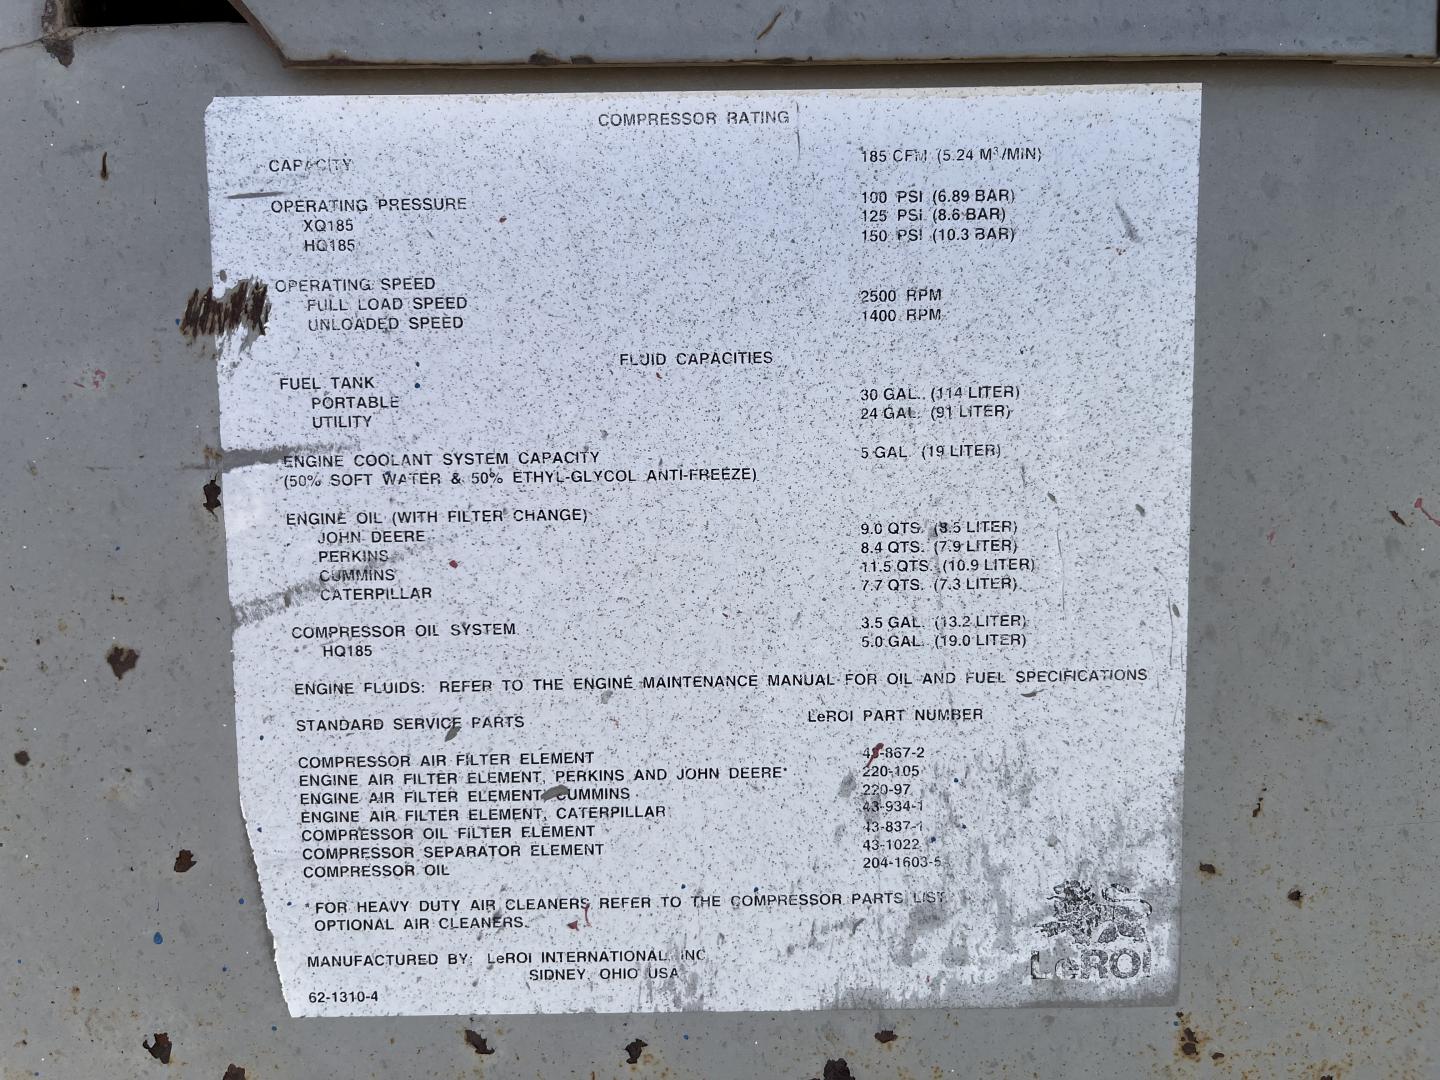 COMPRESSOR RATING
CAPACITY 185 CFM (5.24 M³/MIN)
OPERATING PRESSURE 100 PSI (6.89 BAR)
XQ185 125 PSI (8.6 BAR)
HQ185 150 PSI (10.3 BAR)
OPERATING SPEED
FULL LOAD SPEED 2500 RPM
UNLOADED SPEED 1400 RPM
FLUID CAPACITIES
FUEL TANK
PORTABLE 30 GAL. (114 LITER)
UTILITY 24 GAL. (91 LITER)
ENGINE COOLANT SYSTEM CAPACITY 5 GAL (19 LITER)
(50% SOFT WATER & 50% ETHYL-GLYCOL ANTI-FREEZE)
ENGINE OIL (WITH FILTER CHANGE)
JOHN DEERE 9.0 QTS. (8.5 LITER)
PERKINS 8.4 QTS. (7.9 LITER)
CUMMINS 11.5 QTS. (10.9 LITER)
CATERPILLAR 7.7 QTS. (7.3 LITER)
COMPRESSOR OIL SYSTEM 3.5 GAL. (13.2 LITER)
HQ185 5.0 GAL. (19.0 LITER)
ENGINE FLUIDS: REFER TO THE ENGINE MAINTENANCE MANUAL FOR OIL AND FUEL SPECIFICATIONS
STANDARD SERVICE PARTS LeROI PART NUMBER
COMPRESSOR AIR FILTER ELEMENT
ENGINE AIR FILTER ELEMENT, PERKINS AND JOHN DEERE* 220-105
ENGINE AIR FILTER ELEMENT, CUMMINS 220-97
ENGINE AIR FILTER ELEMENT, CATERPILLAR 43-934-1
COMPRESSOR OIL FILTER ELEMENT 43-837-1
COMPRESSOR SEPARATOR ELEMENT 43-1022
COMPRESSOR OIL 204-1603-5
*FOR HEAVY DUTY AIR CLEANERS REFER TO THE COMPRESSOR PARTS LIST
OPTIONAL AIR CLEANERS.
MANUFACTURED BY: LeROI INTERNATIONAL, INC
SIDNEY, OHIO USA
62-1310-4
LeROI